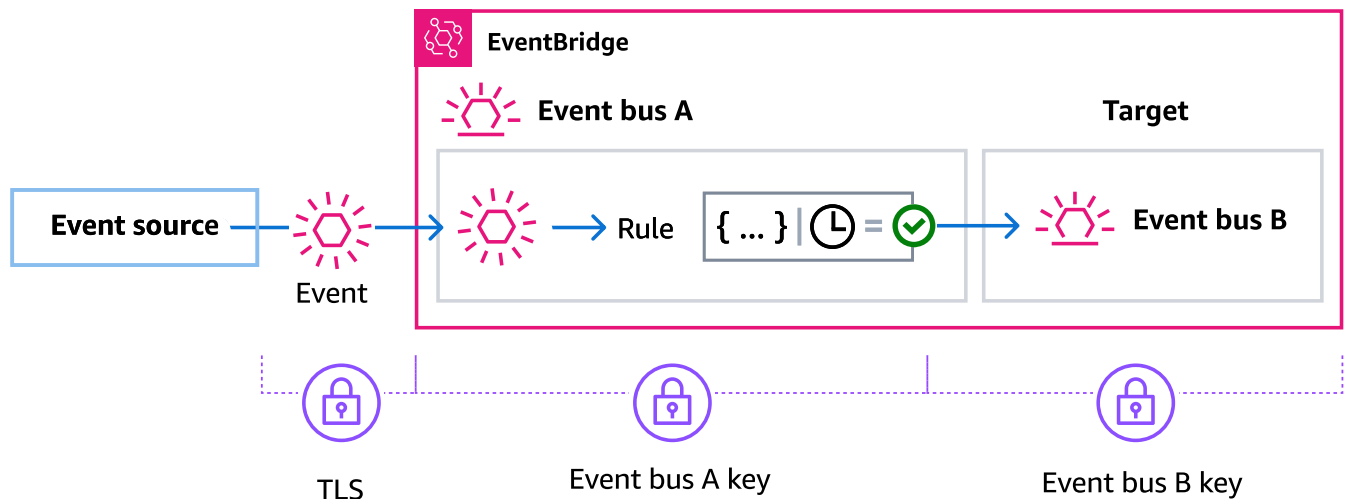 EventBridge
Event bus A
Target
Event source
Event
Rule
{ ... } | =
Event bus B
TLS
Event bus A key
Event bus B key